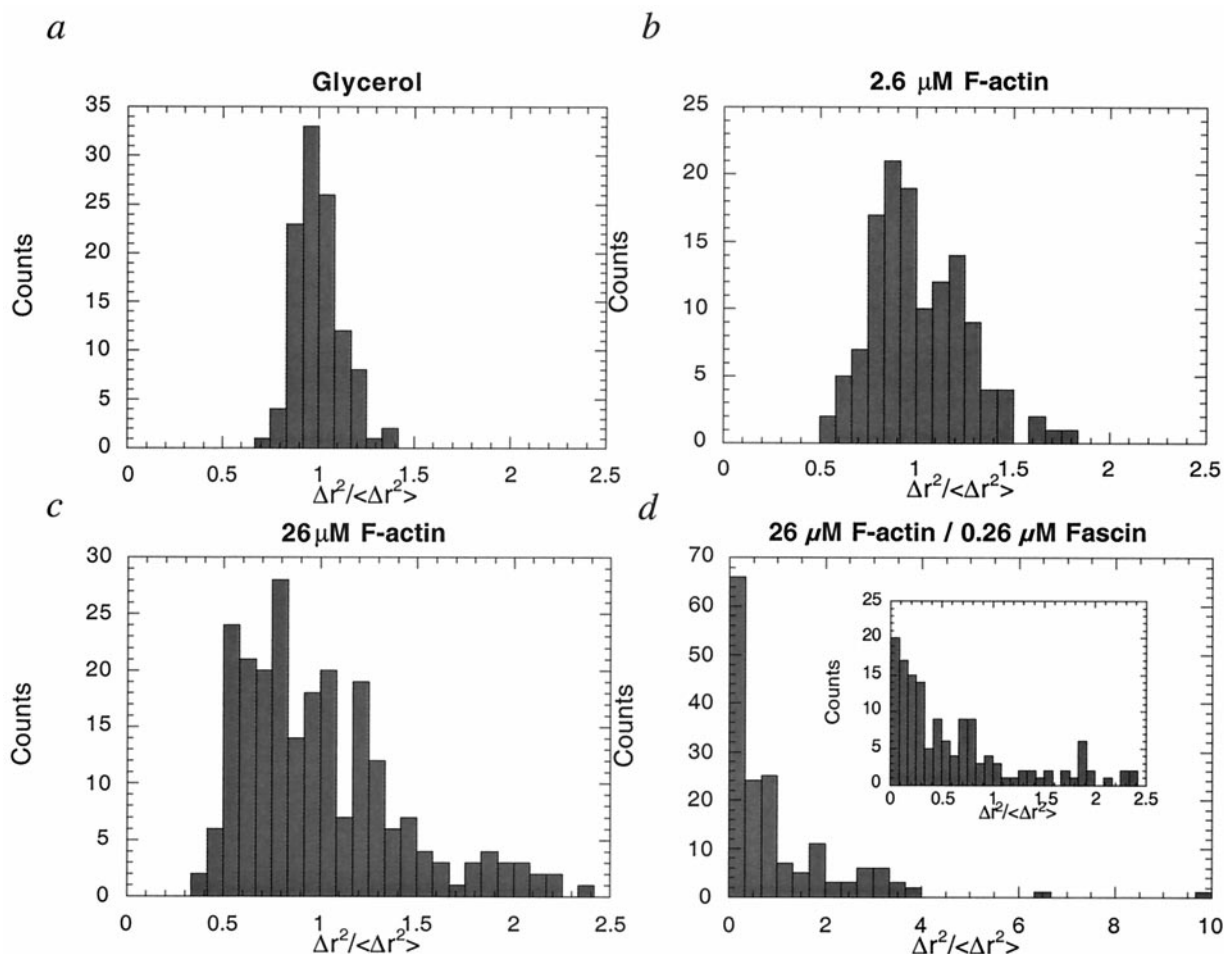 a
Glycerol
35
30
25
20
15
10
5
0
Counts
0 0.5 1 1.5 2 2.5
Δr²/<Δr²>
b
2.6 μM F-actin
25
20
15
10
5
0
Counts
0 0.5 1 1.5 2 2.5
Δr²/<Δr²>
c
26 μM F-actin
30
25
20
15
10
5
0
Counts
0 0.5 1 1.5 2 2.5
Δr²/<Δr²>
d
26 μM F-actin / 0.26 μM Fascin
70
60
50
40
30
20
10
0
Counts
0 2 4 6 8 10
Δr²/<Δr²>
25
20
15
10
5
0
Counts
0 0.5 1 1.5 2 2.5
Δr²/<Δr²>